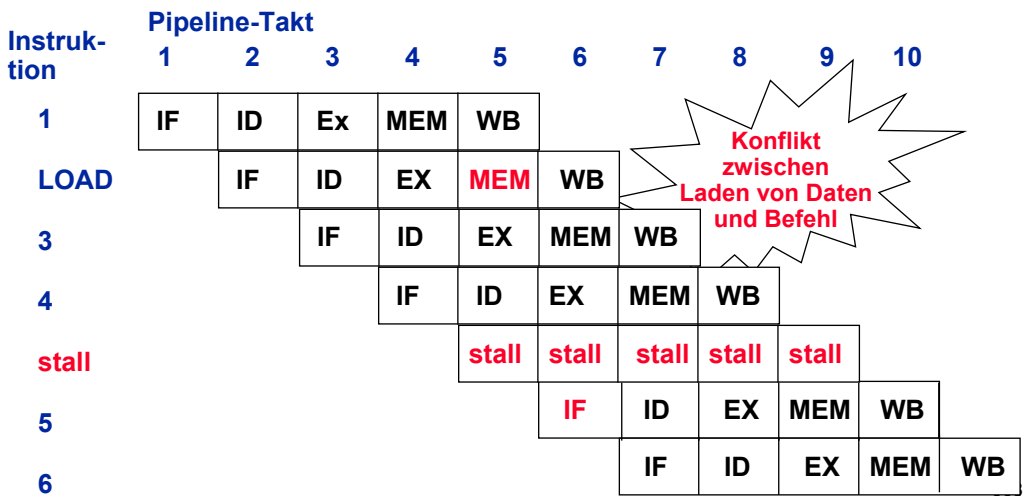 Pipeline-Takt
Instruk-
tion
1 2 3 4 5 6 7 8 9 10
1 IF ID Ex MEM WB
LOAD IF ID EX MEM WB
3 IF ID EX MEM WB
4 IF ID EX MEM WB
stall stall stall stall stall stall
5 IF ID EX MEM WB
6 IF ID EX MEM WB
Konflikt
zwischen
Laden von Daten
und Befehl